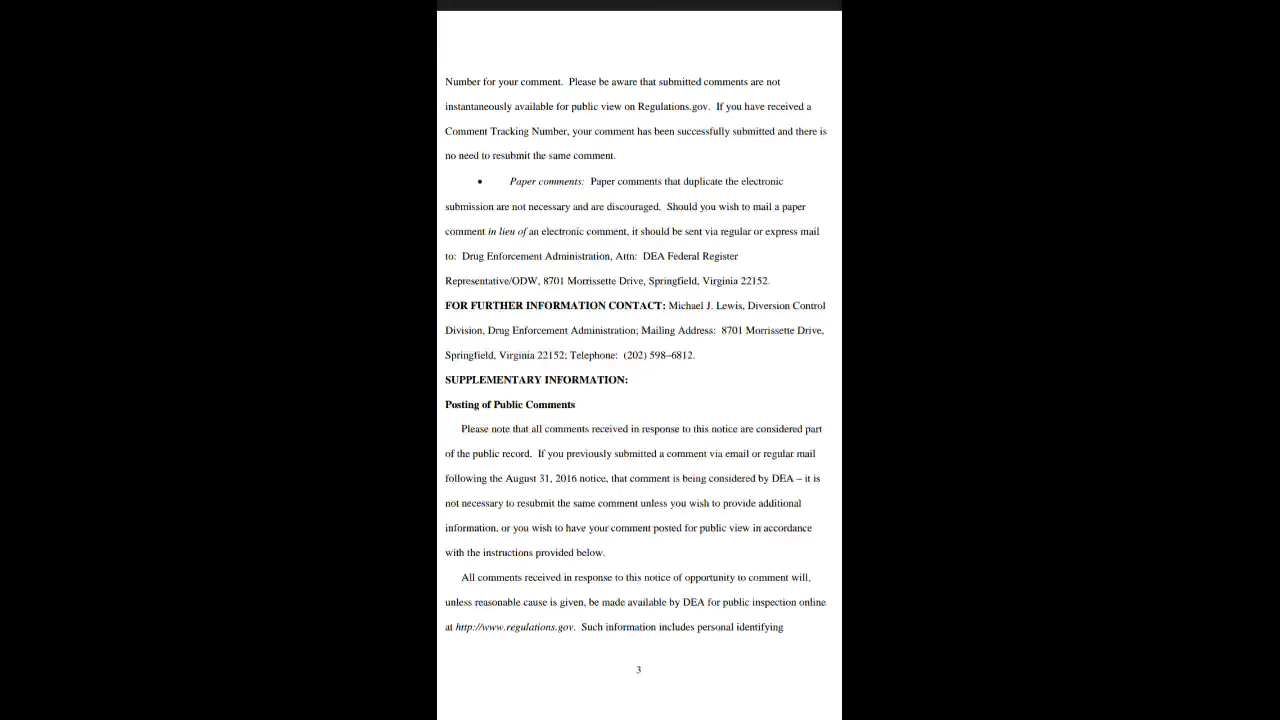 Number for your comment.  Please be aware that submitted comments are not
instantaneously available for public view on Regulations.gov.  If you have received a
Comment Tracking Number, your comment has been successfully submitted and there is
no need to resubmit the same comment.
• Paper comments:  Paper comments that duplicate the electronic
submission are not necessary and are discouraged.  Should you wish to mail a paper
comment in lieu of an electronic comment, it should be sent via regular or express mail
to:  Drug Enforcement Administration, Attn:  DEA Federal Register
Representative/ODW, 8701 Morrissette Drive, Springfield, Virginia 22152.
FOR FURTHER INFORMATION CONTACT: Michael J. Lewis, Diversion Control
Division, Drug Enforcement Administration; Mailing Address:  8701 Morrissette Drive,
Springfield, Virginia 22152; Telephone:  (202) 598–6812.
SUPPLEMENTARY INFORMATION:
Posting of Public Comments
Please note that all comments received in response to this notice are considered part
of the public record.  If you previously submitted a comment via email or regular mail
following the August 31, 2016 notice, that comment is being considered by DEA – it is
not necessary to resubmit the same comment unless you wish to provide additional
information, or you wish to have your comment posted for public view in accordance
with the instructions provided below.
All comments received in response to this notice of opportunity to comment will,
unless reasonable cause is given, be made available by DEA for public inspection online
at http://www.regulations.gov.  Such information includes personal identifying
3